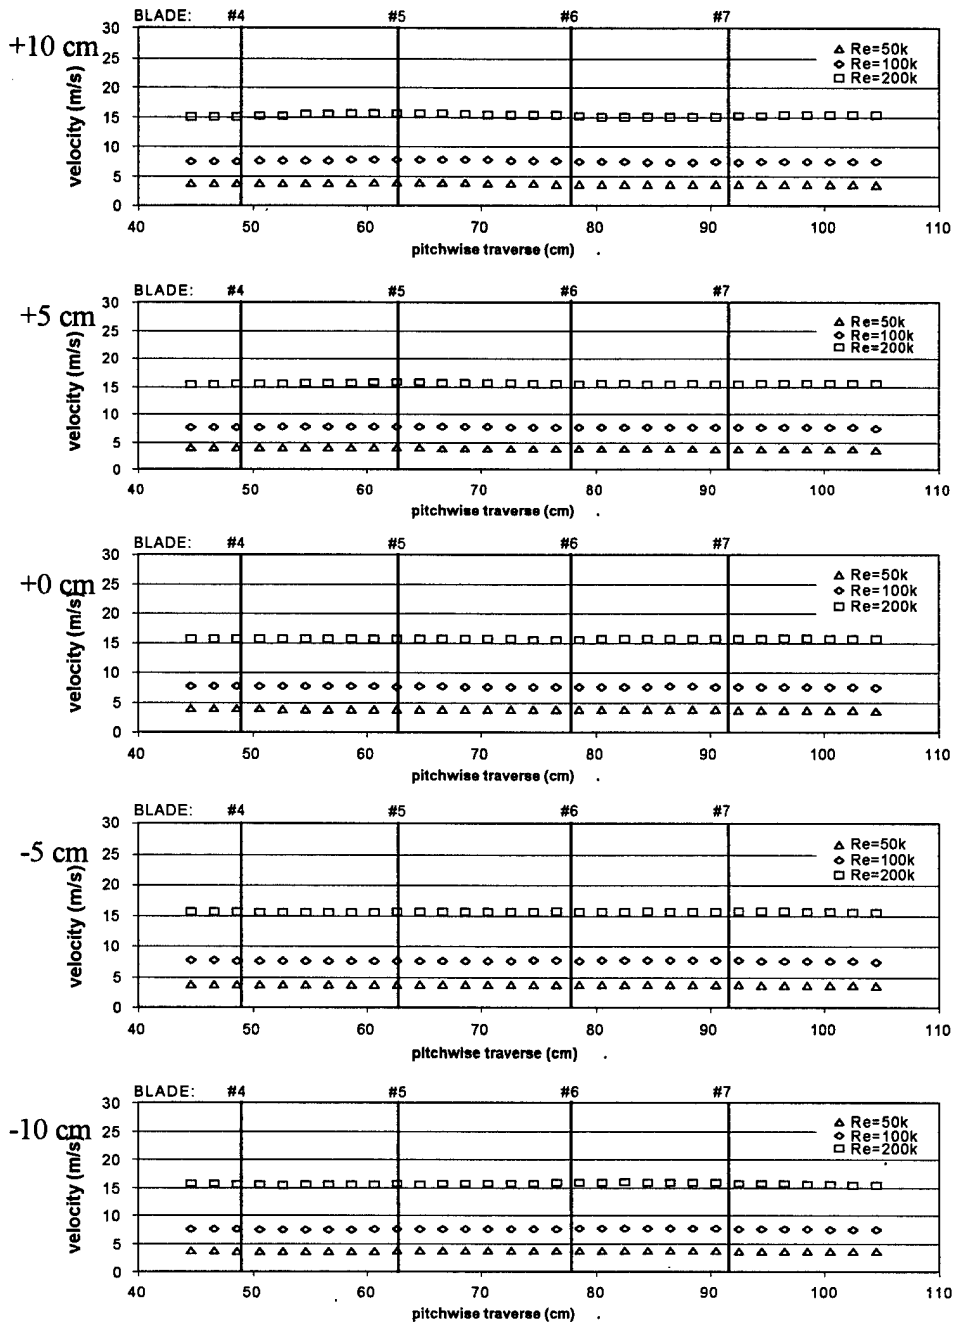 BLADE: #4 #5 #6 #7
+10 cm
30
25
20
15
10
5
0
velocity (m/s)
Re=50k
Re=100k
Re=200k
40 50 60 70 80 90 100 110
pitchwise traverse (cm)
BLADE: #4 #5 #6 #7
+5 cm
30
25
20
15
10
5
0
velocity (m/s)
Re=50k
Re=100k
Re=200k
40 50 60 70 80 90 100 110
pitchwise traverse (cm)
BLADE: #4 #5 #6 #7
+0 cm
30
25
20
15
10
5
0
velocity (m/s)
Re=50k
Re=100k
Re=200k
40 50 60 70 80 90 100 110
pitchwise traverse (cm)
BLADE: #4 #5 #6 #7
-5 cm
30
25
20
15
10
5
0
velocity (m/s)
Re=50k
Re=100k
Re=200k
40 50 60 70 80 90 100 110
pitchwise traverse (cm)
BLADE: #4 #5 #6 #7
-10 cm
30
25
20
15
10
5
0
velocity (m/s)
Re=50k
Re=100k
Re=200k
40 50 60 70 80 90 100 110
pitchwise traverse (cm)